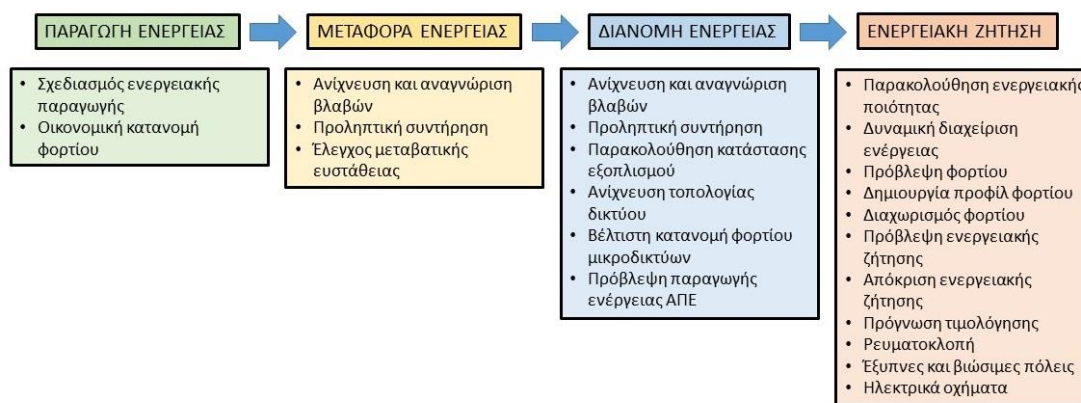 ΠΑΡΑΓΩΓΗ ΕΝΕΡΓΕΙΑΣ
• Σχεδιασμός ενεργειακής
παραγωγής
• Οικονομική κατανομή
φορτίου
ΜΕΤΑΦΟΡΑ ΕΝΕΡΓΕΙΑΣ
• Ανίχνευση και αναγνώριση
βλαβών
• Προληπτική συντήρηση
• Έλεγχος μεταβατικής
ευστάθειας
ΔΙΑΝΟΜΗ ΕΝΕΡΓΕΙΑΣ
• Ανίχνευση και αναγνώριση
βλαβών
• Προληπτική συντήρηση
• Παρακολούθηση κατάστασης
εξοπλισμού
• Ανίχνευση τοπολογίας
δικτύου
• Βέλτιστη κατανομή φορτίου
μικροδικτύων
• Πρόβλεψη παραγωγής
ενέργειας ΑΠΕ
ΕΝΕΡΓΕΙΑΚΗ ΖΗΤΗΣΗ
• Παρακολούθηση ενεργειακής
ποιότητας
• Δυναμική διαχείριση
ενέργειας
• Πρόβλεψη φορτίου
• Δημιουργία προφίλ φορτίου
• Διαχωρισμός φορτίου
• Πρόβλεψη ενεργειακής
ζήτησης
• Απόκριση ενεργειακής
ζήτησης
• Πρόγνωση τιμολόγησης
• Ρευματοκλοπή
• Έξυπνες και βιώσιμες πόλεις
• Ηλεκτρικά οχήματα